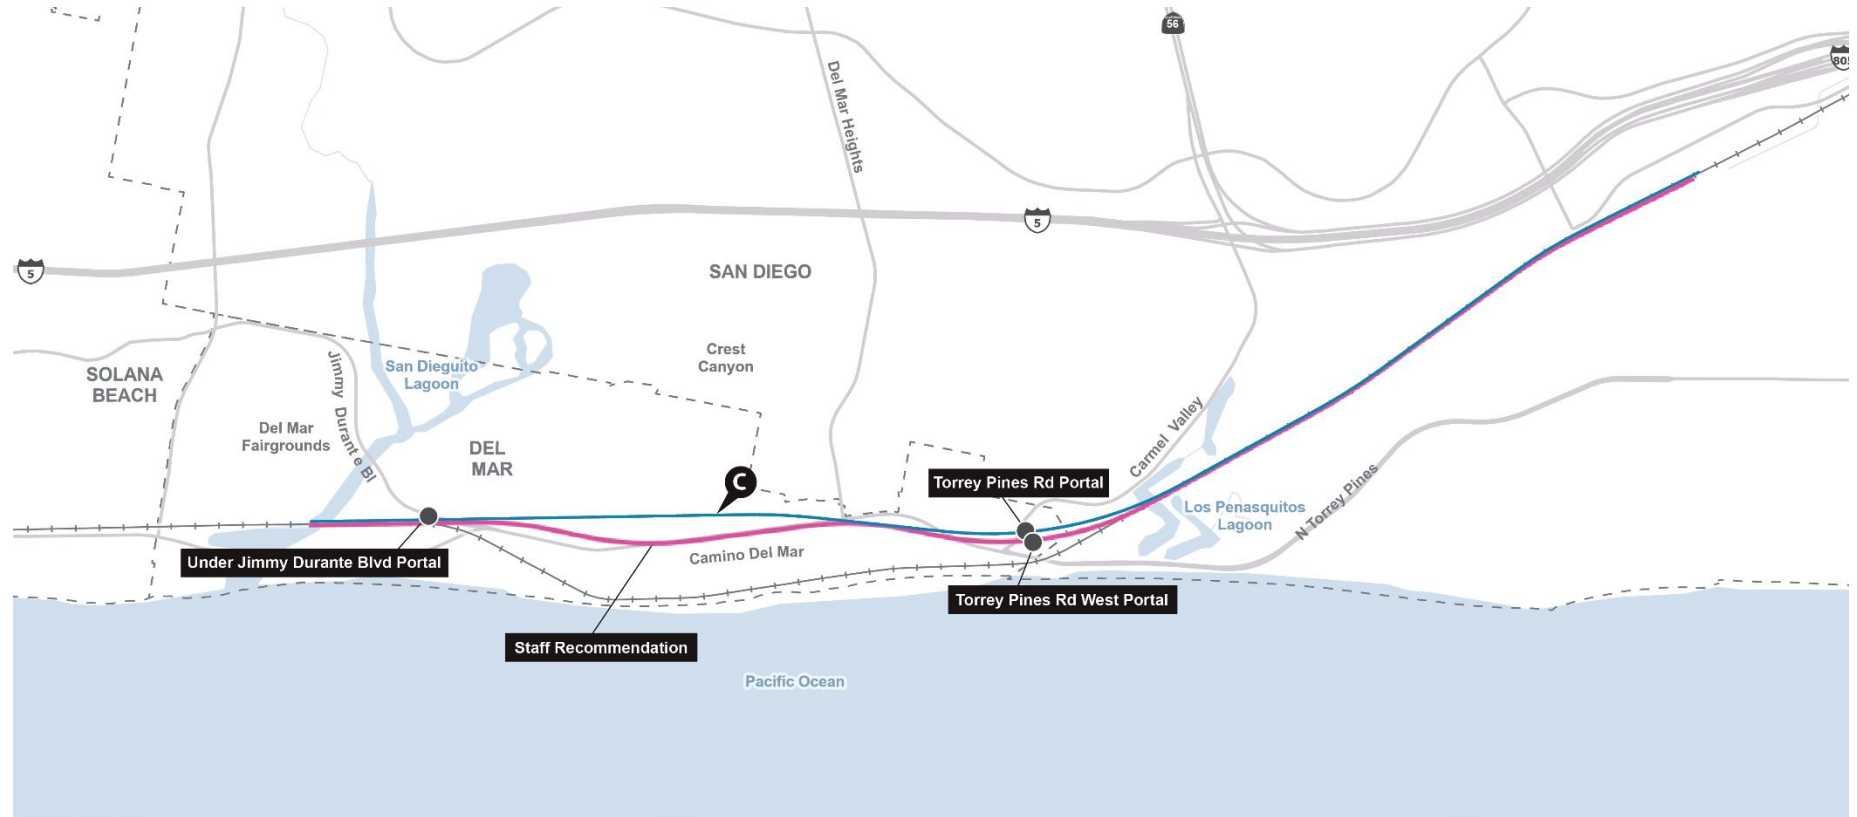 56
805
Del Mar Heights
5
5
SAN DIEGO
Crest
Canyon
San Dieguito
Lagoon
SOLANA
BEACH
Jimmy Durante Bl
Del Mar
Fairgrounds
DEL
MAR
C
Carmel Valley
Torrey Pines Rd Portal
N Torrey Pines
Los Penasquitos
Lagoon
Under Jimmy Durante Blvd Portal
Camino Del Mar
Torrey Pines Rd West Portal
Staff Recommendation
Pacific Ocean